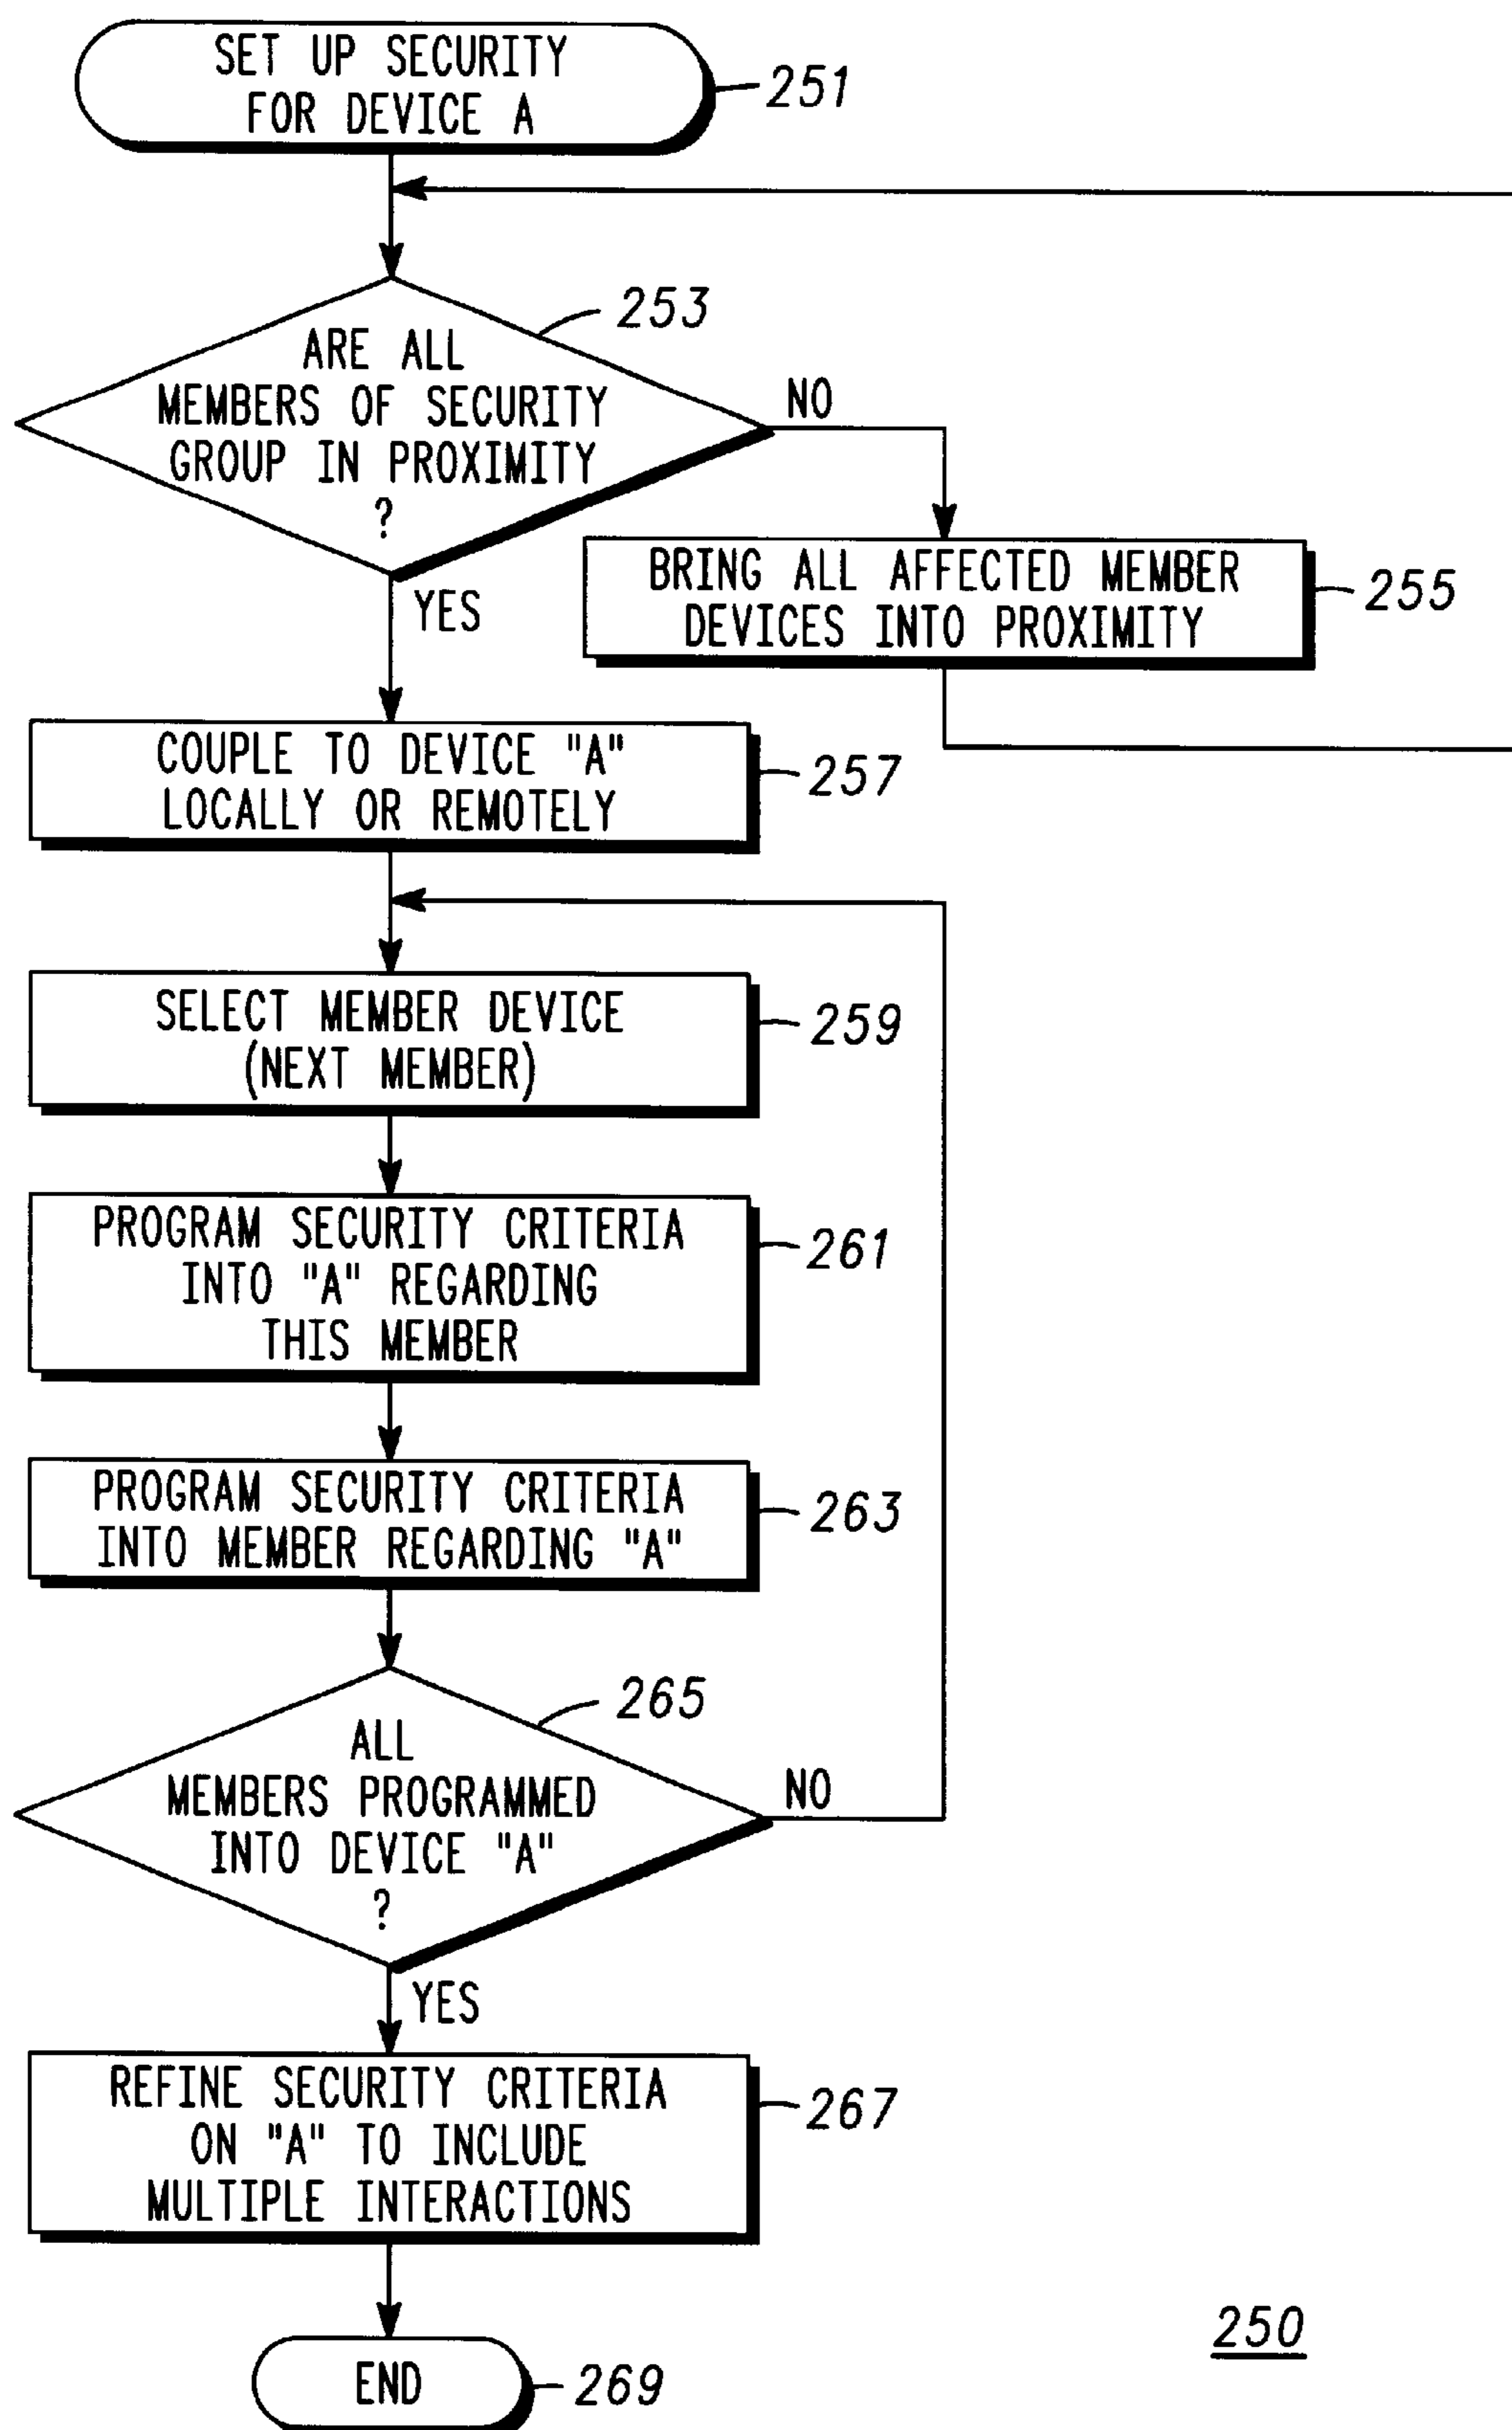 SET UP SECURITY
FOR DEVICE A
251
ARE ALL
MEMBERS OF SECURITY
GROUP IN PROXIMITY
?
253
NO
YES
BRING ALL AFFECTED MEMBER
DEVICES INTO PROXIMITY
255
COUPLE TO DEVICE "A"
LOCALLY OR REMOTELY
257
SELECT MEMBER DEVICE
(NEXT MEMBER)
259
PROGRAM SECURITY CRITERIA
INTO "A" REGARDING
THIS MEMBER
261
PROGRAM SECURITY CRITERIA
INTO MEMBER REGARDING "A"
263
ALL
MEMBERS PROGRAMMED
INTO DEVICE "A"
?
265
NO
YES
REFINE SECURITY CRITERIA
ON "A" TO INCLUDE
MULTIPLE INTERACTIONS
267
END
269
250